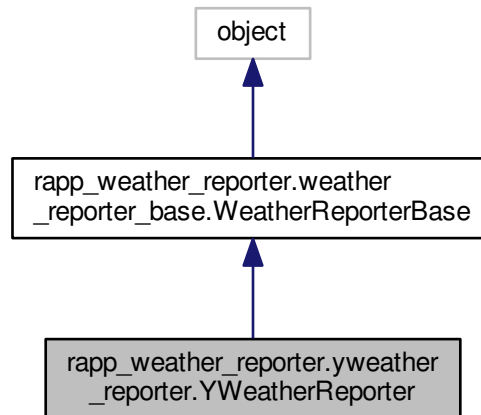 object
rapp_weather_reporter.weather
_reporter_base.WeatherReporterBase
rapp_weather_reporter.yweather
_reporter.YWeatherReporter